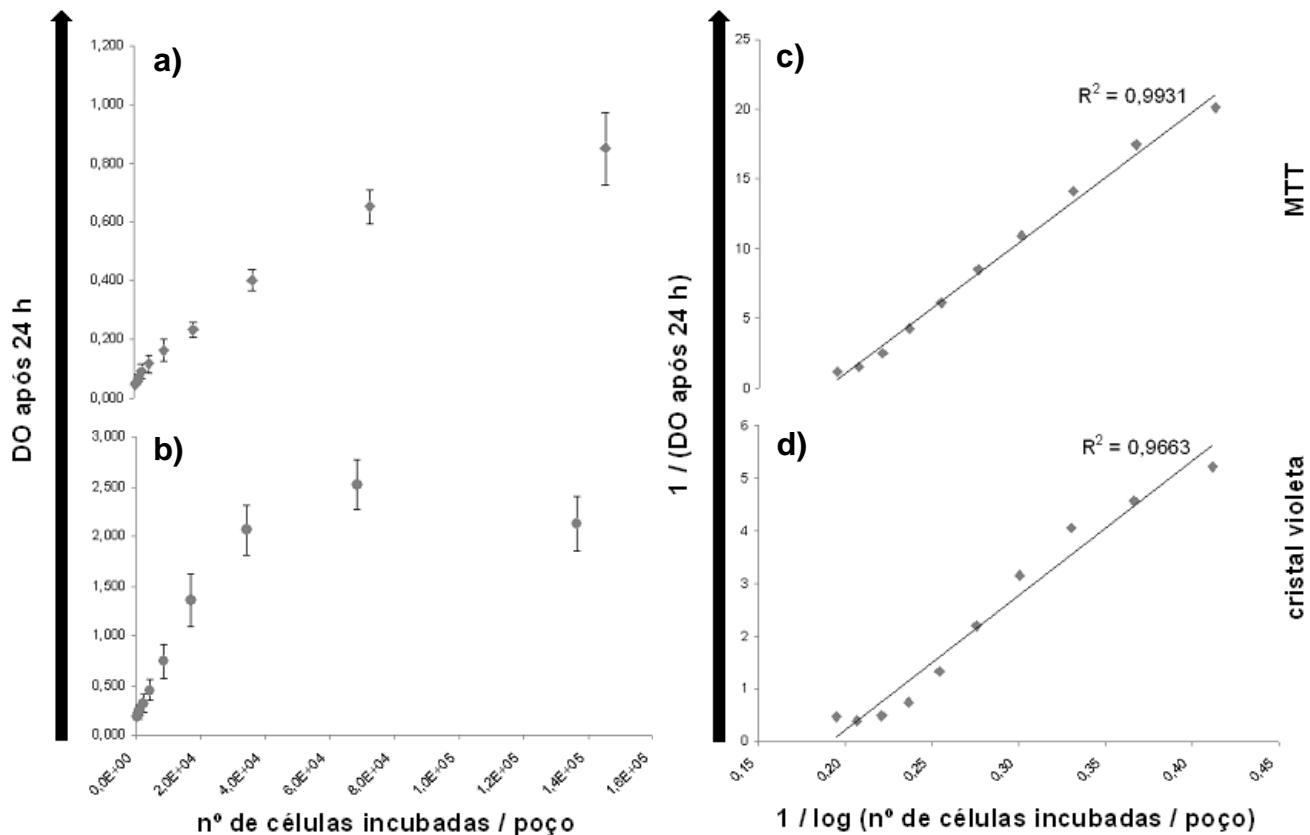 a)
1,200
1,000
0,800
0,600
0,400
0,200
0,000
b)
3,000
2,500
2,000
1,500
1,000
0,500
0,000
0,0E+00
2,0E+04
4,0E+04
6,0E+04
8,0E+04
1,0E+05
1,2E+05
1,4E+05
1,6E+05
DO após 24 h
nº de células incubadas / poço
c)
R² = 0,9931
25
20
15
10
5
0
MTT
d)
R² = 0,9663
6
5
4
3
2
1
0
cristal violeta
0,15
0,20
0,25
0,30
0,35
0,40
0,45
1 / (DO após 24 h)
1 / log (nº de células incubadas / poço)